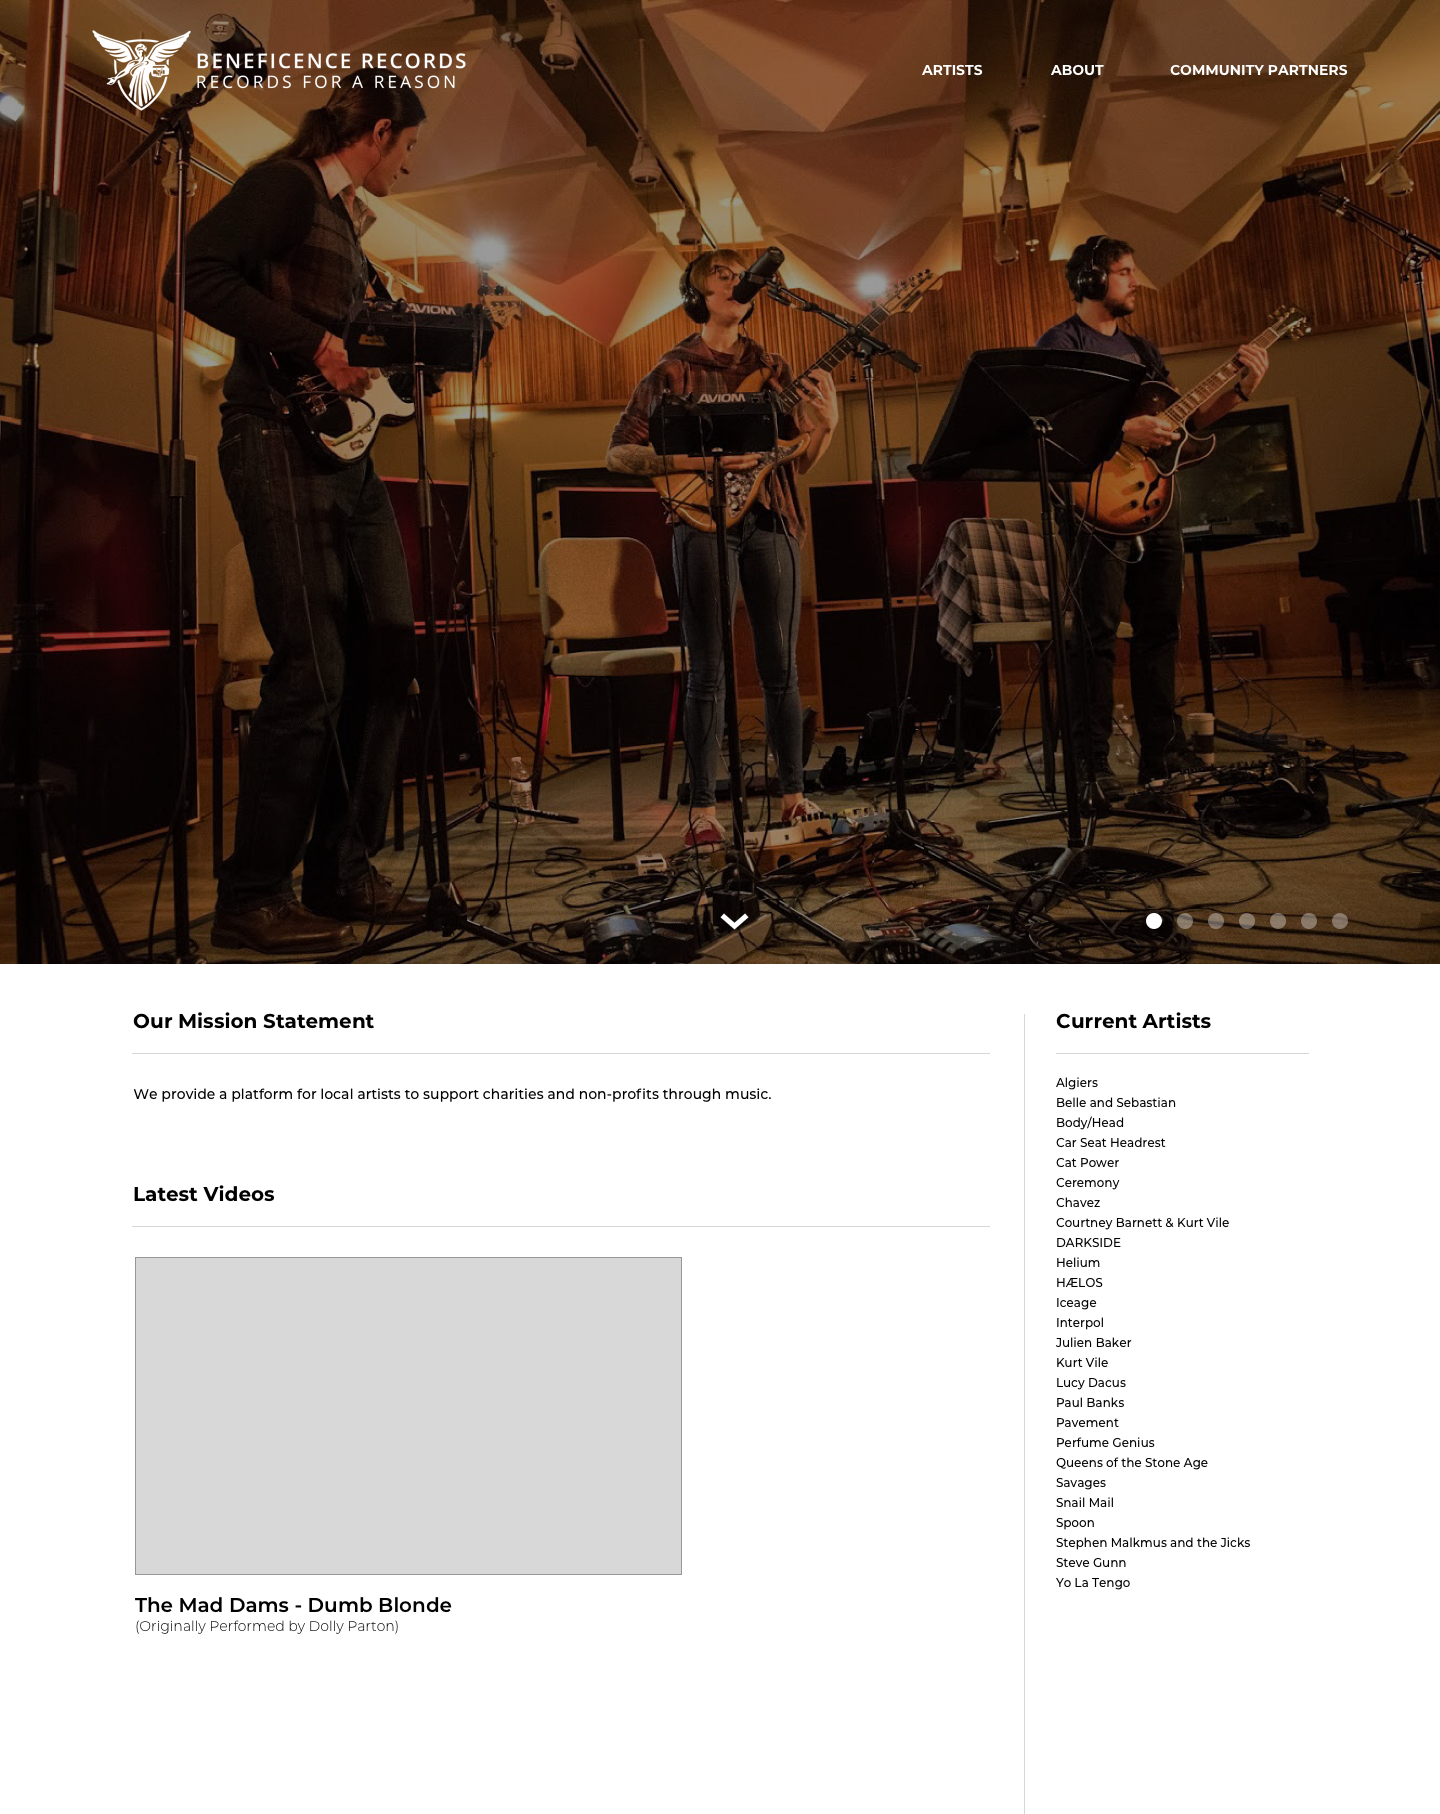 BENEFICENCE RECORDS
RECORDS FOR A REASON
ARTISTS
ABOUT
COMMUNITY PARTNERS
AVIOM
AVIOM
Our Mission Statement
We provide a platform for local artists to support charities and non-profits through music.
Latest Videos
The Mad Dams - Dumb Blonde
(Originally Performed by Dolly Parton)
Current Artists
Algiers
Belle and Sebastian
Body/Head
Car Seat Headrest
Cat Power
Ceremony
Chavez
Courtney Barnett & Kurt Vile
DARKSIDE
Helium
HÆLOS
Iceage
Interpol
Julien Baker
Kurt Vile
Lucy Dacus
Paul Banks
Pavement
Perfume Genius
Queens of the Stone Age
Savages
Snail Mail
Spoon
Stephen Malkmus and the Jicks
Steve Gunn
Yo La Tengo